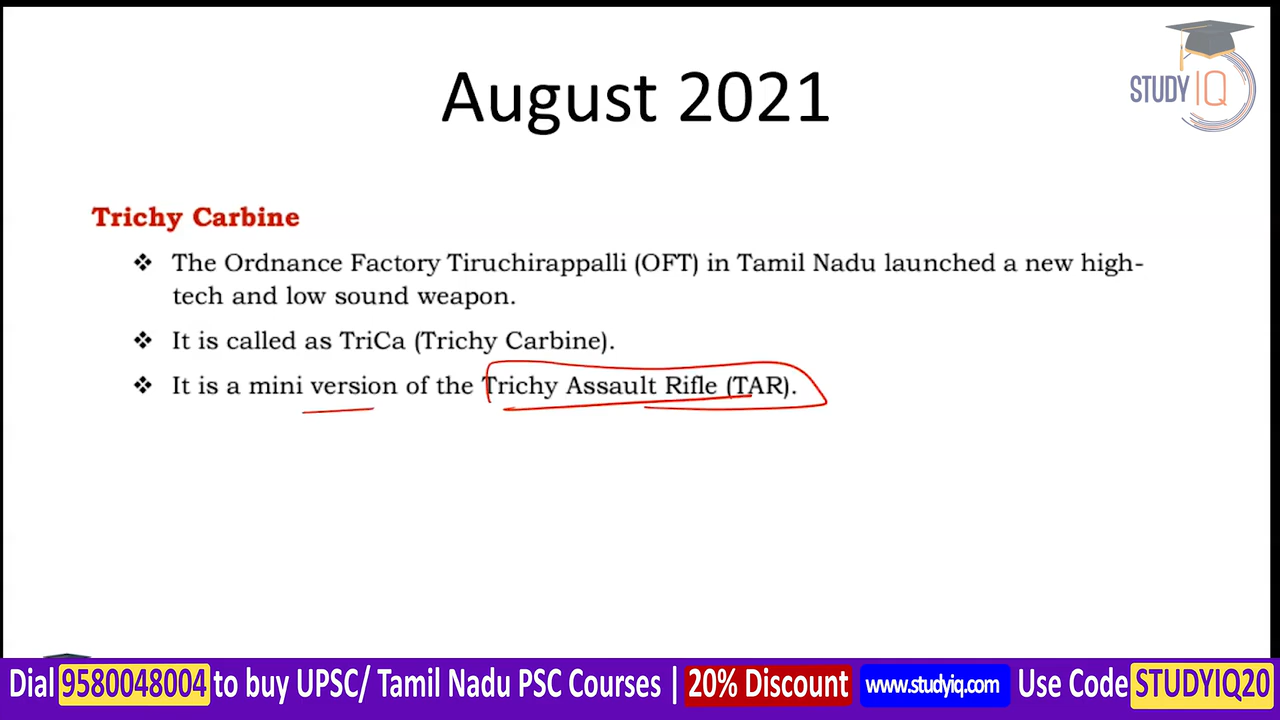 August 2021
STUDY IQ
Trichy Carbine
❖ The Ordnance Factory Tiruchirappalli (OFT) in Tamil Nadu launched a new high-
tech and low sound weapon.
❖ It is called as TriCa (Trichy Carbine).
❖ It is a mini version of the Trichy Assault Rifle (TAR).
Dial 9580048004 to buy UPSC/ Tamil Nadu PSC Courses | 20% Discount www.studyiq.com Use Code STUDYIQ20